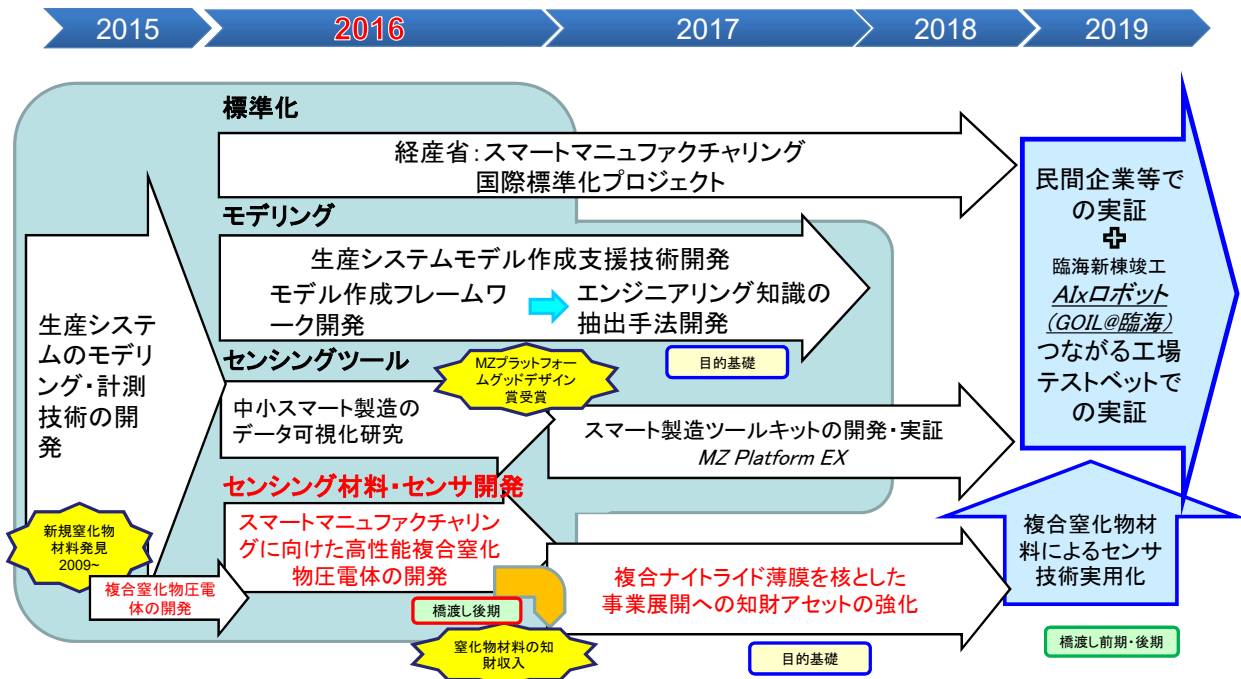 2015
2016
2017
2018
2019
標準化
経産省：スマートマニュファクチャリング
国際標準化プロジェクト
モデリング
生産システムモデル作成支援技術開発
モデル作成フレームワ
ーク開発
エンジニアリング知識の
抽出手法開発
生産システ
ムのモデリ
ング・計測
技術の開
発
センシングツール
MZプラットフォー
ムグッドデザイン
賞受賞
目的基礎
中小スマート製造の
データ可視化研究
スマート製造ツールキットの開発・実証
MZ Platform EX
センシング材料・センサ開発
新規窒化物
材料発見
2009~
複合窒化物圧電
体の開発
スマートマニュファクチャリン
グに向けた高性能複合窒化
物圧電体の開発
橋渡し後期
窒化物材料の知
財収入
複合ナイトライド薄膜を核とした
事業展開への知財アセットの強化
目的基礎
民間企業等で
の実証
臨海新棟竣工
AIxロボット
(GOIL@臨海)
つながる工場
テストベットで
の実証
複合窒化物材
料によるセンサ
技術実用化
橋渡し前期・後期